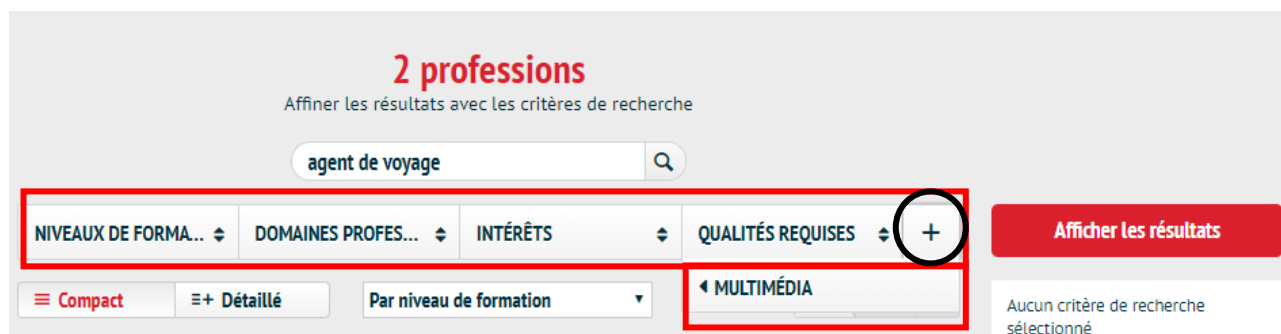 2 professions
Affiner les résultats avec les critères de recherche
agent de voyage
NIVEAUX DE FORMA... DOMAINES PROFES... INTÉRÊTS QUALITÉS REQUISES +
Afficher les résultats
MULTIMÉDIA
Compact + Détaillé Par niveau de formation
Aucun critère de recherche
sélectionné